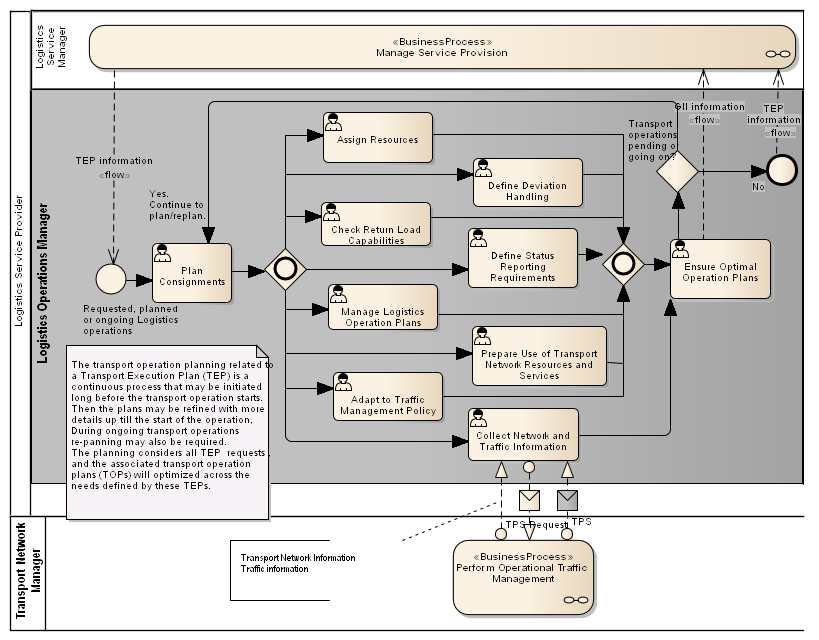 Logistics
Service
Manager
«BusinessProcess»
Manage Service Provision
Logistics Service Provider
Logistics Operations Manager
TEP information
«flow»
GII information
«flow»
TEP
information
«flow»
Transport
operations
pending o
going on?
No
Yes.
Continue to
plan/replan.
Assign Resources
Define Deviation
Handling
Check Return Load
Capabilities
Define Status
Reporting
Requirements
Plan
Consignments
Ensure Optimal
Operation Plans
Requested, planned
or ongoing Logistics
operations
Manage Logistics
Operation Plans
Prepare Use of Transport
Network Resources and
Services
Adapt to Traffic
Management Policy
Collect Network and
Traffic Information
The transport operation planning related to
a Transport Execution Plan (TEP) is a
continuous process that may be initiated
long before the transport operation starts.
Then the plans may be refined with more
details up till the start of the operation,
During ongoing transport operations
re-panning may also be required.
The planning considers all TEP requests,
and the associated transport operation
plans (TOPs) will optimized across the
needs defined by these TEPs.
TPS Request
TPS
Transport Network
Manager
Transport Network Information
Traffic information
«BusinessProcess»
Perform Operational Traffic
Management